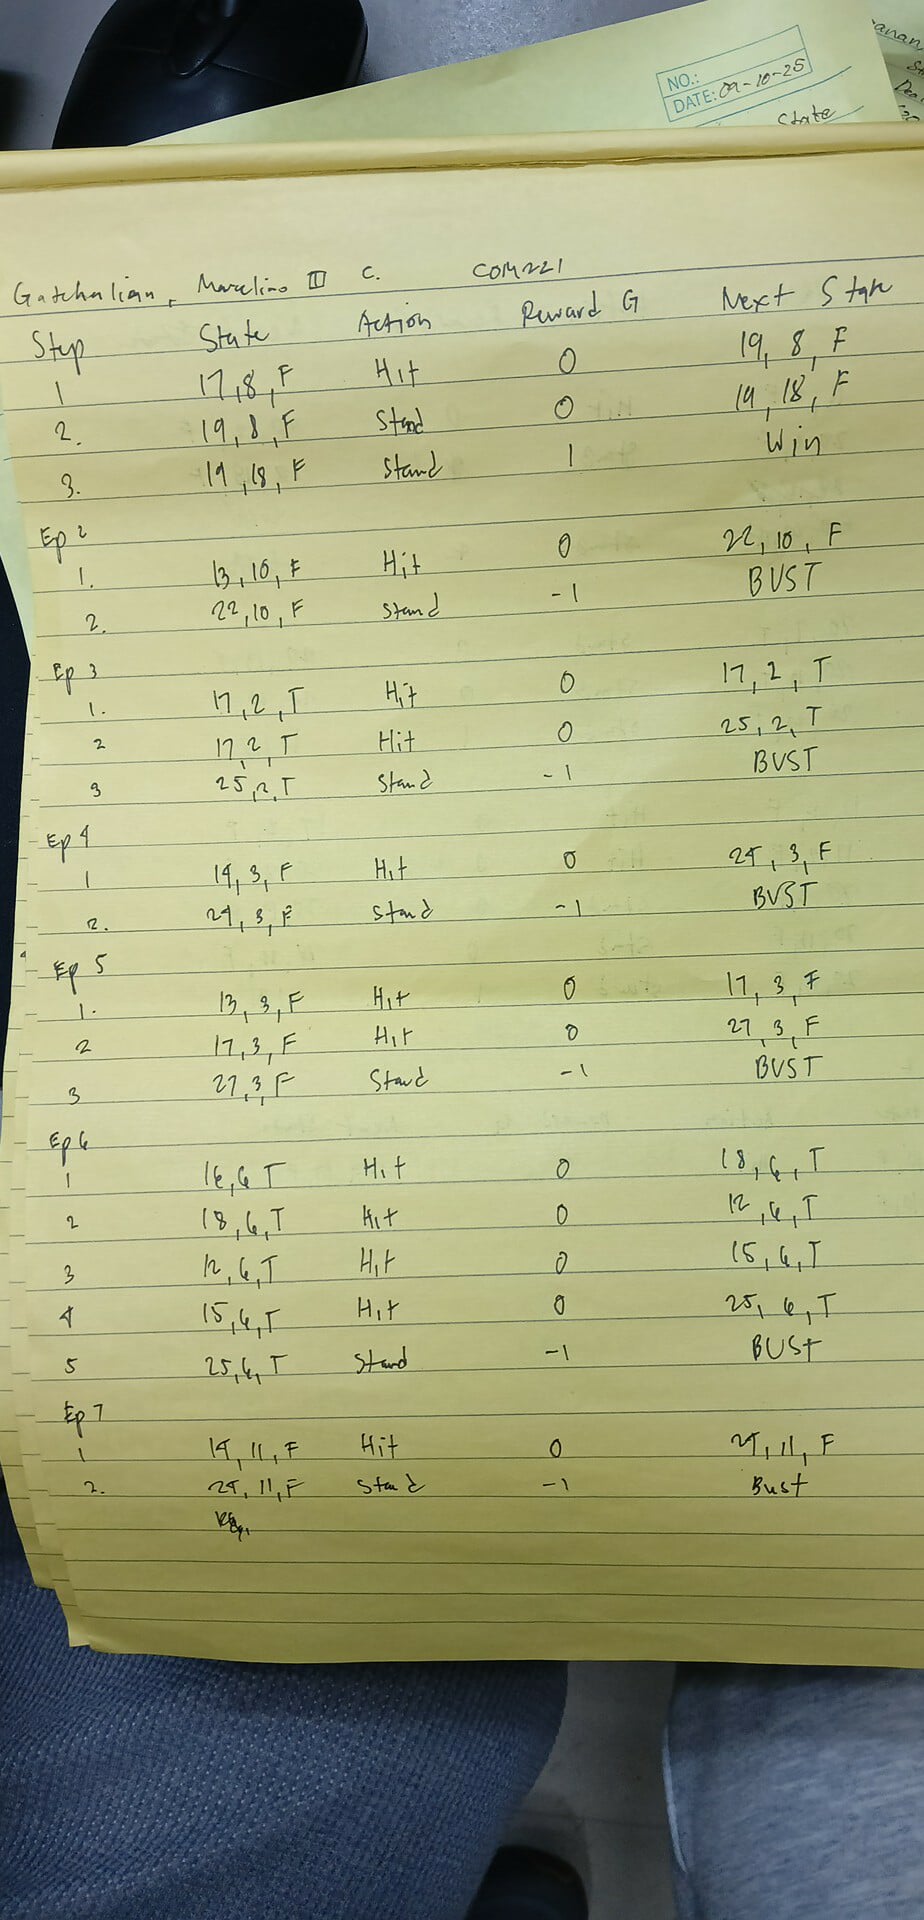 NO.:
DATE: 09-10-25
State
Gatchalian, Marcelino III C. COM221
Step State Action Reward G Next State
1 17,8,F Hit 0 19, 8, F
2. 19,8,F Stand 0 19, 18, F
3. 19,18,F Stand 1 Win
Ep 2
1. 13,10,F Hit 0 22, 10, F
2. 22,10,F Stand -1 BUST
Ep 3
1. 17,2,T Hit 0 17, 2, T
2 17,2,T Hit 0 25, 2, T
3 25,2,T Stand -1 BUST
Ep 4
1 14, 3, F Hit 0 24, 3, F
2. 24, 3, F Stand -1 BUST
Ep 5
1. 13, 3, F Hit 0 17, 3, F
2 17,3,F Hit 0 27, 3, F
3 27,3,F Stand -1 BUST
Ep 6
1 16,6 T Hit 0 18, 6, T
2 18,6,T Hit 0 12, 6, T
3 12,6,T Hit 0 15, 6, T
4 15,6,T Hit 0 25, 6, T
5 25,6,T Stand -1 BUST
Ep 7
1 14, 11, F Hit 0 24, 11, F
2. 24, 11, F Stand -1 Bust